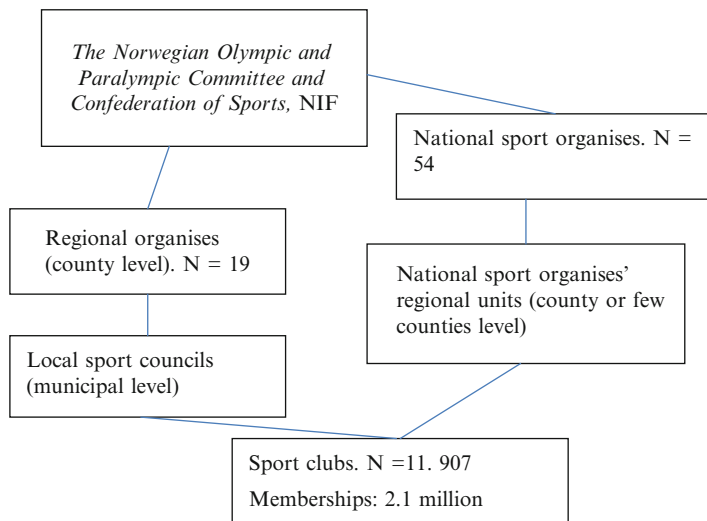 The Norwegian Olympic and
Paralympic Committee and
Confederation of Sports, NIF
National sport organises. N =
54
Regional organises
(county level). N = 19
National sport organises’
regional units (county or few
counties level)
Local sport councils
(municipal level)
Sport clubs. N =11. 907
Memberships: 2.1 million